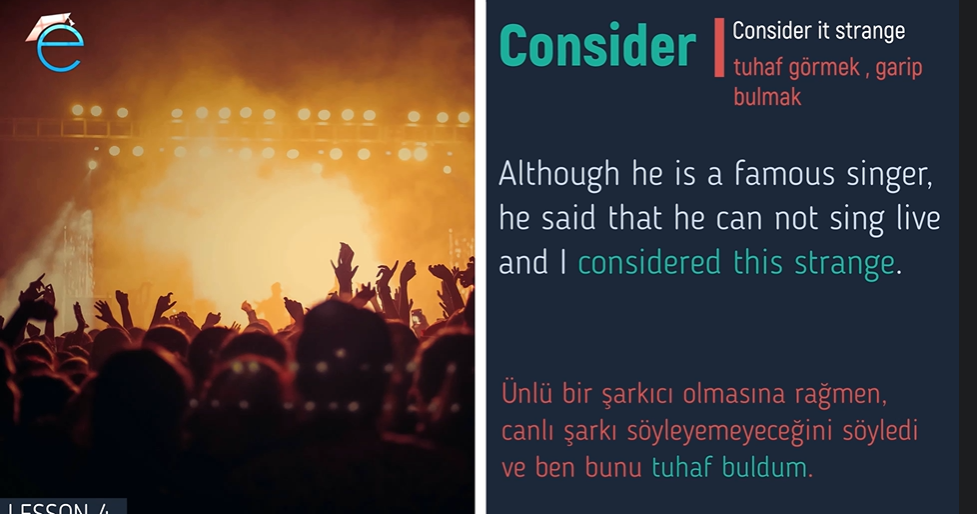 e
Consider
Consider it strange
tuhaf görmek , garip
bulmak
Although he is a famous singer,
he said that he can not sing live
and I considered this strange.
Ünlü bir şarkıcı olmasına rağmen,
canlı şarkı söyleyemeyeceğini söyledi
ve ben bunu tuhaf buldum.
LESSON 4